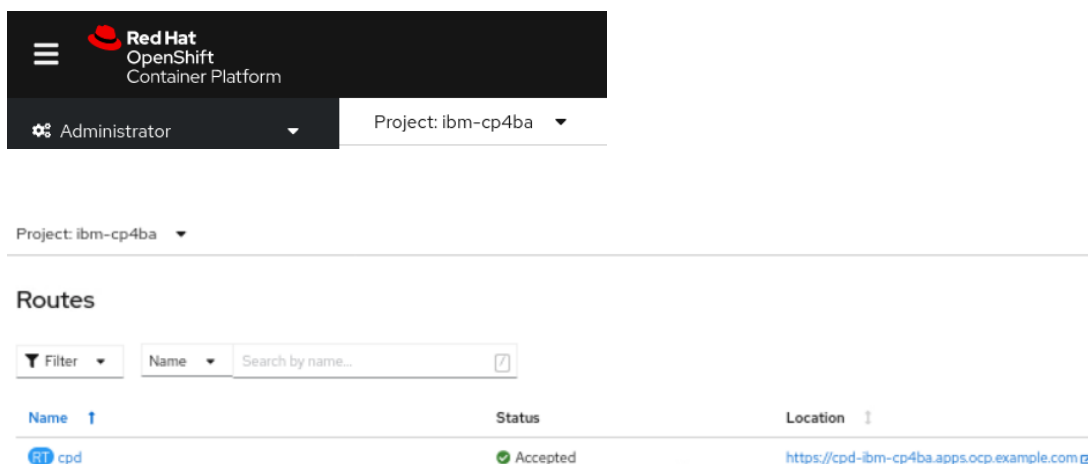 Red Hat
OpenShift
Container Platform
Administrator
Project: ibm-cp4ba
Project: ibm-cp4ba
Routes
Filter Name Search by name... /
Name Status Location
RT cpd Accepted https://cpd-ibm-cp4ba.apps.ocp.example.com